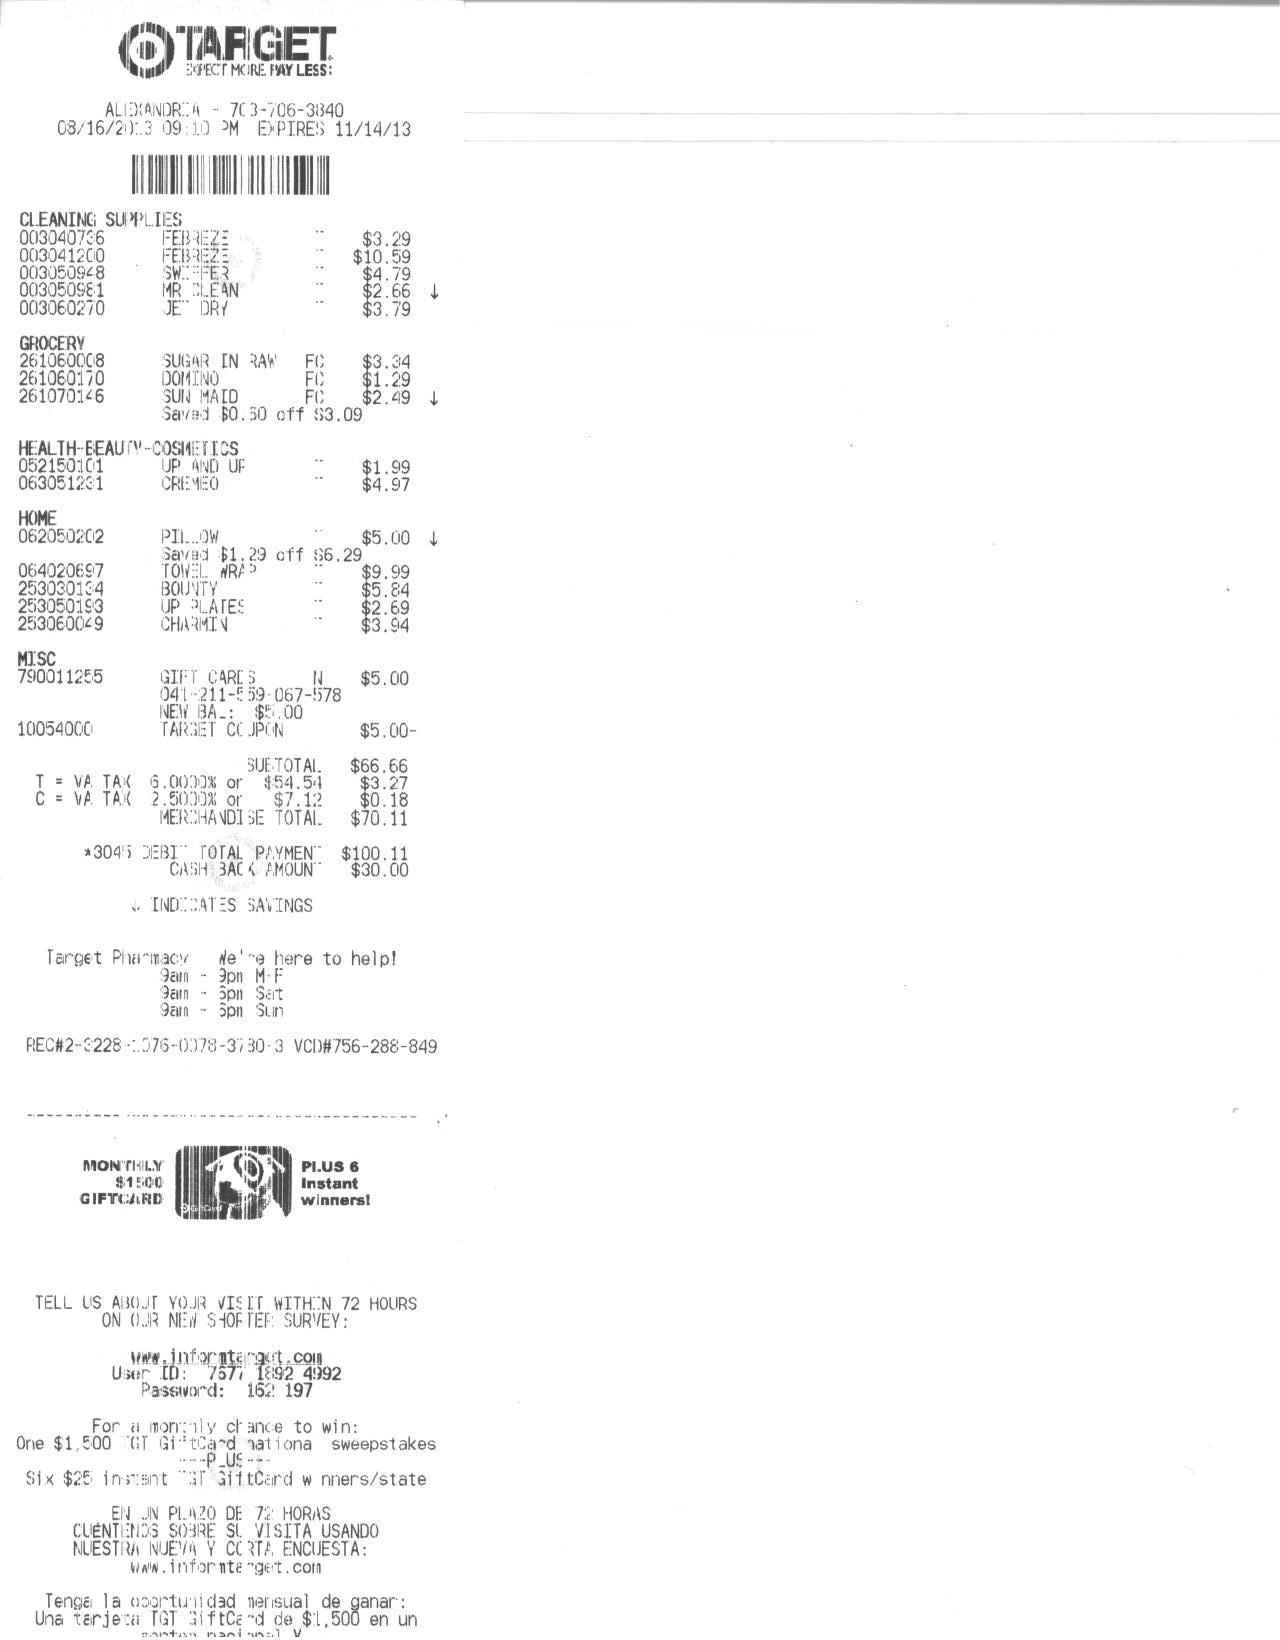 TARGET
EXPECT MORE. PAY LESS.
ALEXANDRIA - 703-706-3840
08/16/2013 09:10 PM EXPIRES 11/14/13
CLEANING SUPPLIES
003040736 FEBREZE T $3.29
003041200 FEBREZE T $10.59
003050948 SWIFFER T $4.79
003050981 MR CLEAN T $2.66 ↓
003060270 JET DRY T $3.79
GROCERY
261060008 SUGAR IN RAW FC $3.34
261060170 DOMINO FC $1.29
261070146 SUN MAID FC $2.49 ↓
Saved $0.60 off $3.09
HEALTH-BEAUTY-COSMETICS
052150101 UP AND UP T $1.99
063051231 CREMEO T $4.97
HOME
062050202 PILLOW T $5.00 ↓
Saved $1.29 off $6.29
064020697 TOWEL WRAP T $9.99
253030134 BOUNTY T $5.84
253050193 UP PLATES T $2.69
253060049 CHARMIN T $3.94
MISC
790011255 GIFT CARDS N $5.00
041-211-559-067-578
NEW BAL: $5.00
10054000 TARGET COUPON $5.00-
SUBTOTAL $66.66
T = VA TAX 6.0000% on $54.54 $3.27
C = VA TAX 2.5000% on $7.12 $0.18
MERCHANDISE TOTAL $70.11
*3045 DEBIT TOTAL PAYMENT $100.11
CASH BACK AMOUNT $30.00
↓ INDICATES SAVINGS
Target Pharmacy We're here to help!
9am - 9pm M-F
9am - 6pm Sat
9am - 6pm Sun
VCD#756-288-849
MONTHLY
$1500
GIFTCARD
PLUS 6
Instant
winners!
TELL US ABOUT YOUR VISIT WITHIN 72 HOURS
ON OUR NEW SHORTER SURVEY:
www.informtarget.com
User ID: 7677 1892 4992
Password: 162 197
For a monthly chance to win:
One $1,500 TGT GiftCard national sweepstakes
---PLUS---
Six $25 instant TGT GiftCard winners/state
EN UN PLAZO DE 72 HORAS
CUÉNTENOS SOBRE SU VISITA USANDO
NUESTRA NUEVA Y CORTA ENCUESTA:
www.informtarget.com
Tenga la oportunidad mensual de ganar:
Una tarjeta TGT GiftCard de $1,500 en un
sorteo nacional Y